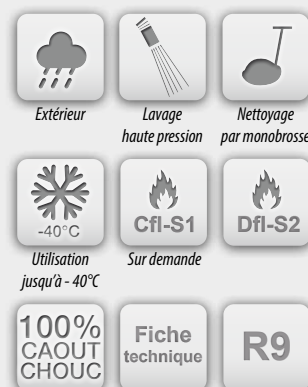 Extérieur
Lavage
haute pression
Nettoyage
par monobrosse
-40°C
Cfl-S1
Dfl-S2
Utilisation
jusqu'à - 40°C
Sur demande
100%
CAOUT
CHOUC
Fiche
technique
R9